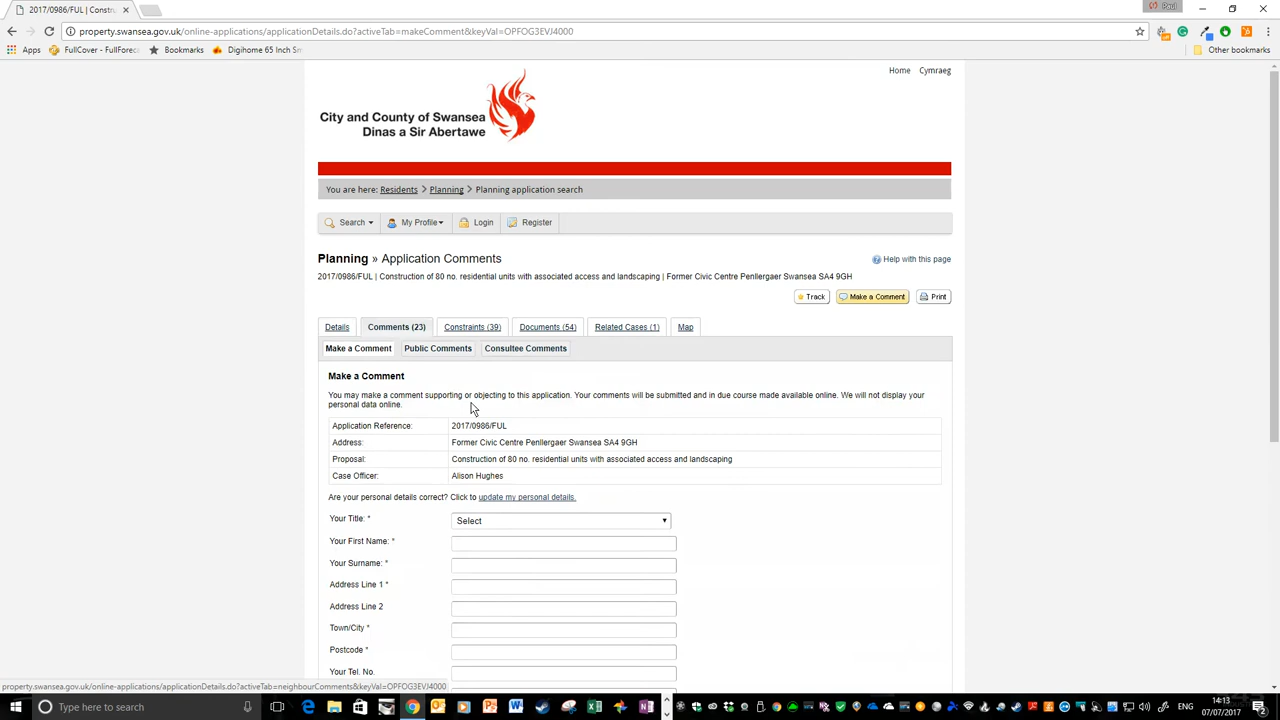 2017/0986/FUL | Constru
Paul
property.swansea.gov.uk/online-applications/applicationDetails.do?activeTab=makeComment&keyVal=OPFOG3EVJ4000
Apps FullCover - FullForeca Bookmarks Digihome 65 Inch Sm Other bookmarks
Home Cymraeg
City and County of Swansea
Dinas a Sir Abertawe
You are here: Residents > Planning > Planning application search
Search My Profile Login Register
Planning » Application Comments
Help with this page
2017/0986/FUL | Construction of 80 no. residential units with associated access and landscaping | Former Civic Centre Penllergaer Swansea SA4 9GH
Track Make a Comment Print
Details Comments (23) Constraints (39) Documents (54) Related Cases (1) Map
Make a Comment Public Comments Consultee Comments
Make a Comment
You may make a comment supporting or objecting to this application. Your comments will be submitted and in due course made available online. We will not display your
personal data online.
Application Reference: 2017/0986/FUL
Address: Former Civic Centre Penllergaer Swansea SA4 9GH
Proposal: Construction of 80 no. residential units with associated access and landscaping
Case Officer: Alison Hughes
Are your personal details correct? Click to update my personal details.
Your Title: * Select
Your First Name: *
Your Surname: *
Address Line 1 *
Address Line 2
Town/City *
Postcode *
Your Tel. No.
property.swansea.gov.uk/online-applications/applicationDetails.do?activeTab=neighbourComments&keyVal=OPFOG3EVJ4000
Type here to search
ENG
14:13
07/07/2017